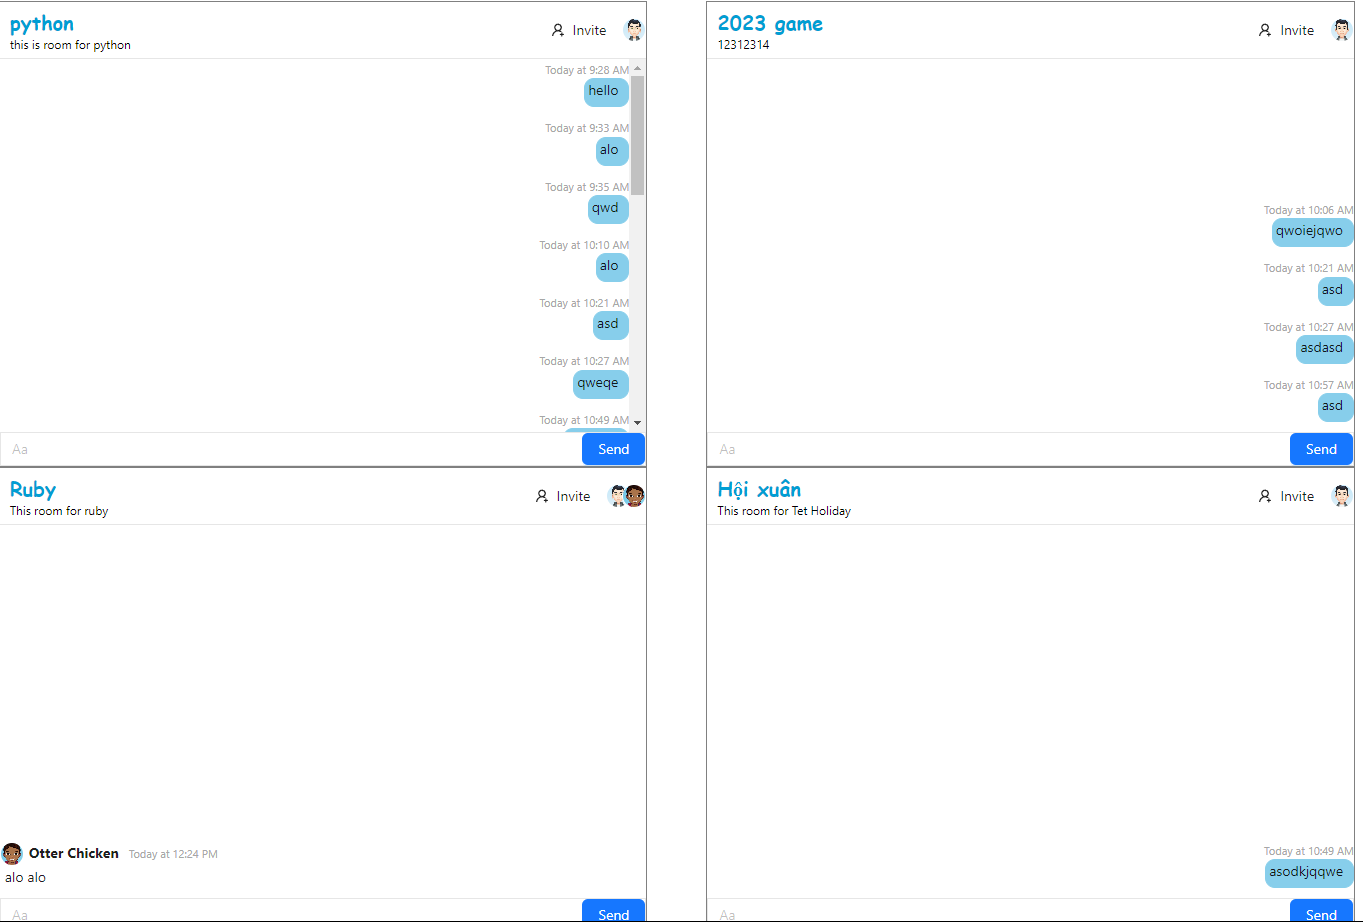 python
this is room for python
Invite
Today at 9:28 AM
hello
Today at 9:33 AM
alo
Today at 9:35 AM
qwd
Today at 10:10 AM
alo
Today at 10:21 AM
asd
Today at 10:27 AM
qweqe
Today at 10:49 AM
Aa
Send
2023 game
12312314
Invite
Today at 10:06 AM
qwoiejqwo
Today at 10:21 AM
asd
Today at 10:27 AM
asdasd
Today at 10:57 AM
asd
Aa
Send
Ruby
This room for ruby
Invite
Otter Chicken Today at 12:24 PM
alo alo
Aa
Send
Hội xuân
This room for Tet Holiday
Invite
Today at 10:49 AM
asodkjqqwe
Aa
Send